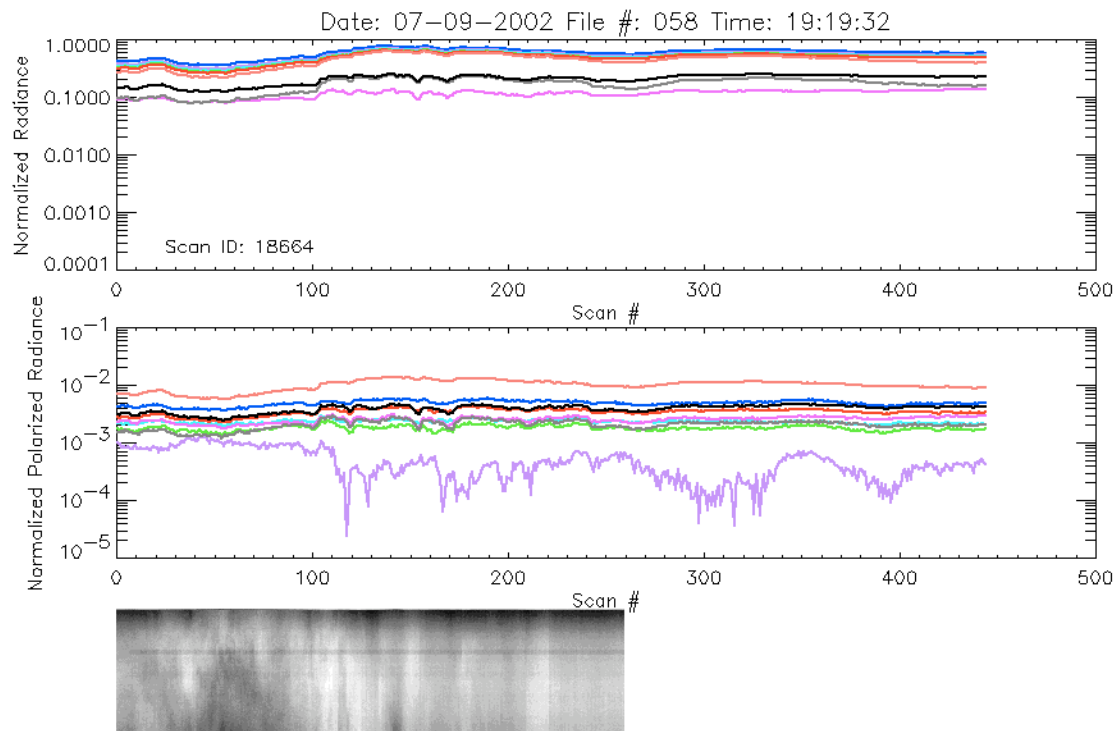 Date: 07-09-2002 File #: 058 Time: 19:19:32
Normalized Radiance
1.0000
0.1000
0.0100
0.0010
0.0001
Scan ID: 18664
0 100 200 300 400 500
Scan #
Normalized Polarized Radiance
10^-1
10^-2
10^-3
10^-4
10^-5
0 100 200 300 400 500
Scan #